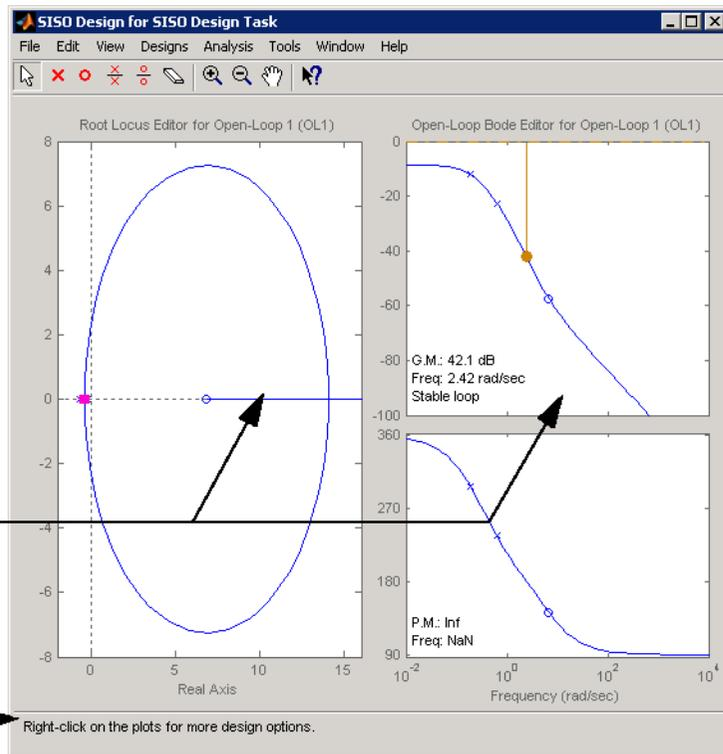 SISO Design for SISO Design Task
File Edit View Designs Analysis Tools Window Help
Root Locus Editor for Open-Loop 1 (OL1)
8
6
4
2
0
-2
-4
-6
-8
0 5 10 15
Real Axis
Open-Loop Bode Editor for Open-Loop 1 (OL1)
0
-20
-40
-60
-80
-100
G.M.: 42.1 dB
Freq: 2.42 rad/sec
Stable loop
360
270
180
90
P.M.: Inf
Freq: NaN
10^-2 10^0 10^2 10^4
Frequency (rad/sec)
Right-click on the plots for more design options.